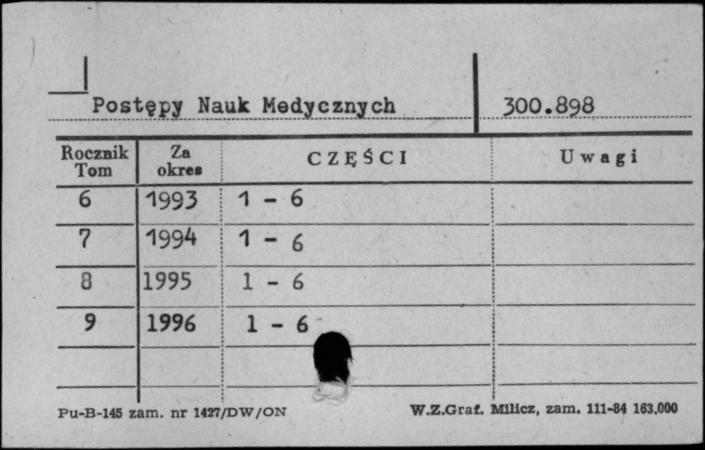 Postępy Nauk Medycznych 300.898
Rocznik Tom Za okres CZĘŚCI Uwagi
6 1993 1 - 6
7 1994 1 - 6
8 1995 1 - 6
9 1996 1 - 6
Pu-B-145 zam. nr 1427/DW/ON W.Z.Graf. Milicz, zam. 111-84 163.000